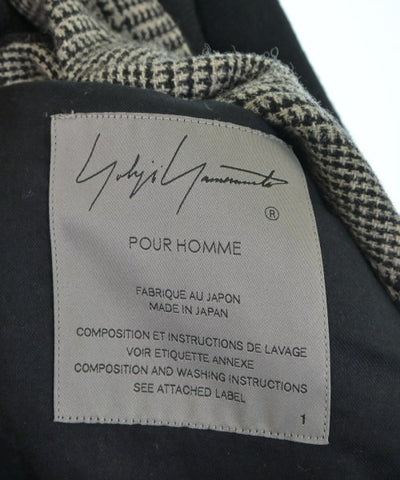 Yohji Yamamoto
®
POUR HOMME
FABRIQUE AU JAPON
MADE IN JAPAN
COMPOSITION ET INSTRUCTIONS DE LAVAGE
VOIR ETIQUETTE ANNEXE
COMPOSITION AND WASHING INSTRUCTIONS
SEE ATTACHED LABEL
1